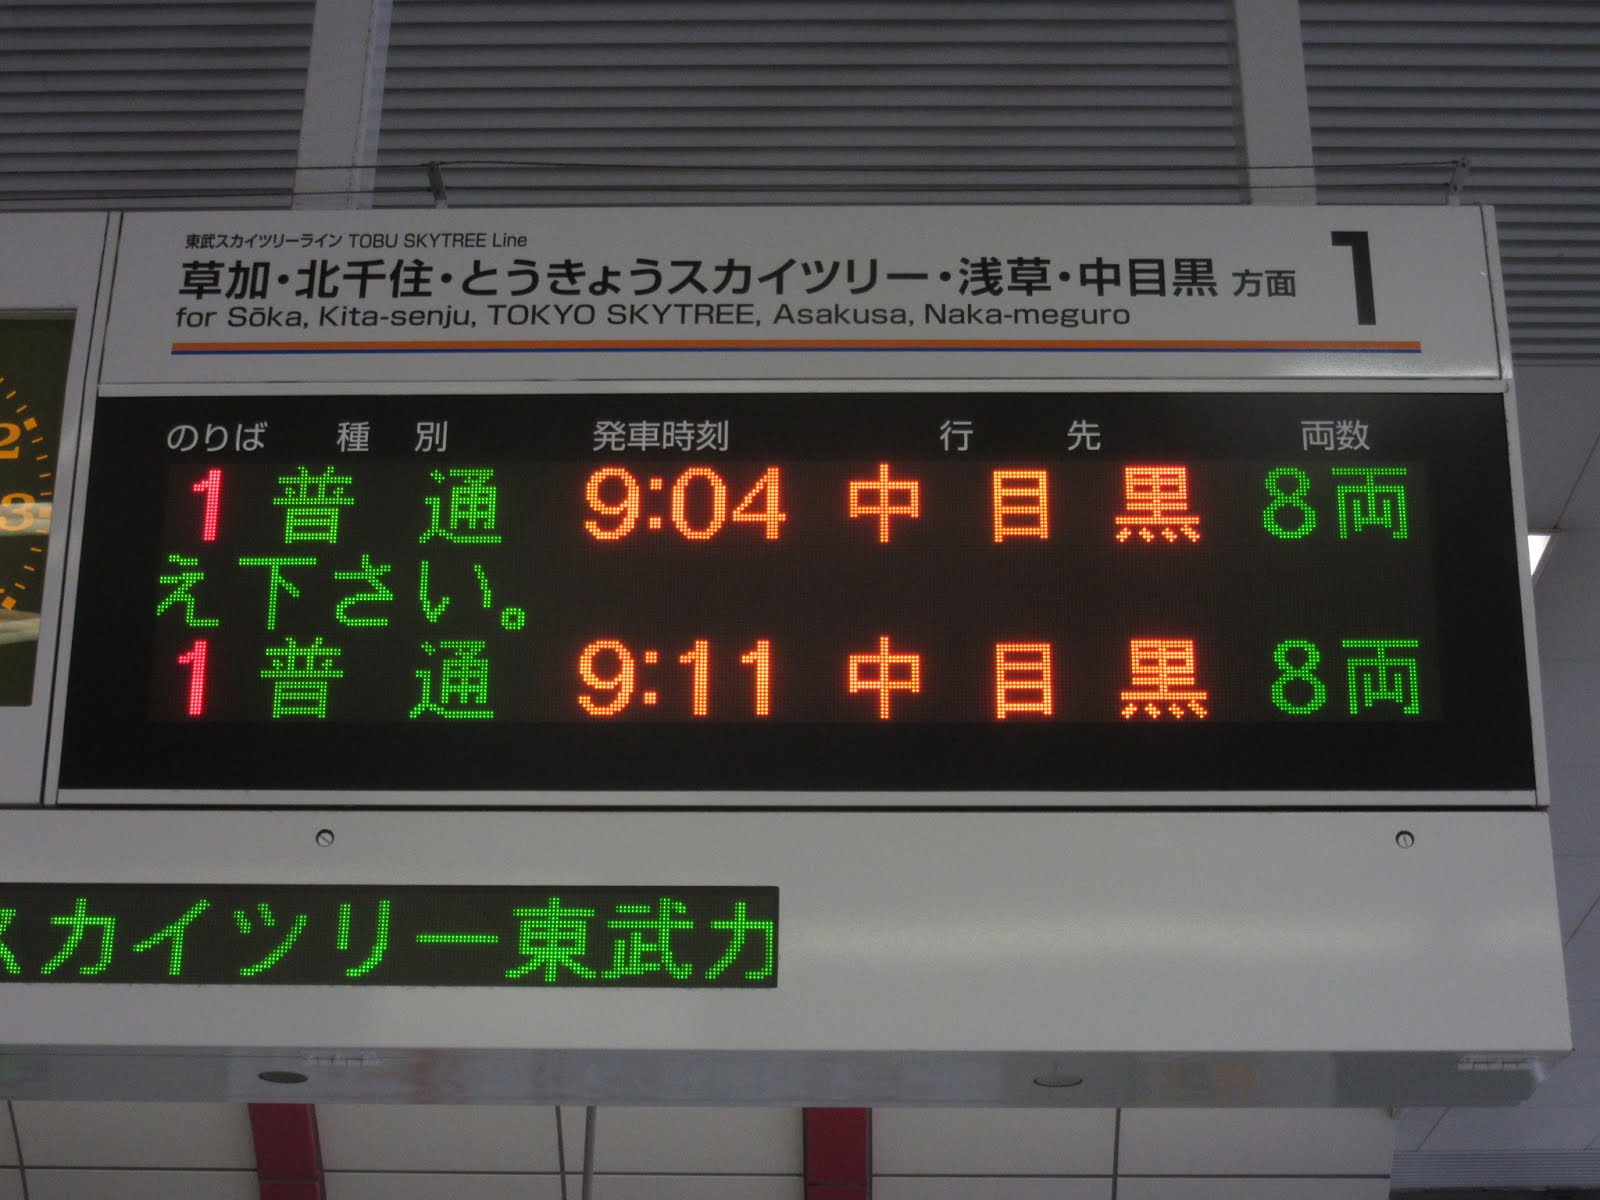 東武スカイツリーライン TOBU SKYTREE Line
草加・北千住・とうきょうスカイツリー・浅草・中目黒 方面 1
for Sōka, Kita-senju, TOKYO SKYTREE, Asakusa, Naka-meguro
のりば 種別 発車時刻 行先 両数
1 普通 9:04 中目黒 8両
え下さい。
1 普通 9:11 中目黒 8両
2
3
スカイツリー東武カ